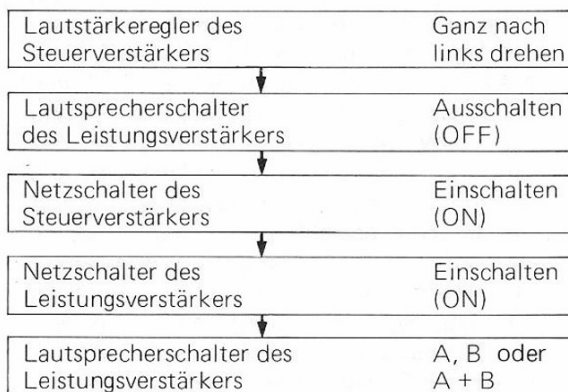 Lautstärkeregler des Ganz nach
Steuerverstärkers links drehen
Lautsprecherschalter Ausschalten
des Leistungsverstärkers (OFF)
Netzschalter des Einschalten
Steuerverstärkers (ON)
Netzschalter des Einschalten
Leistungsverstärkers (ON)
Lautsprecherschalter des A, B oder
Leistungsverstärkers A + B